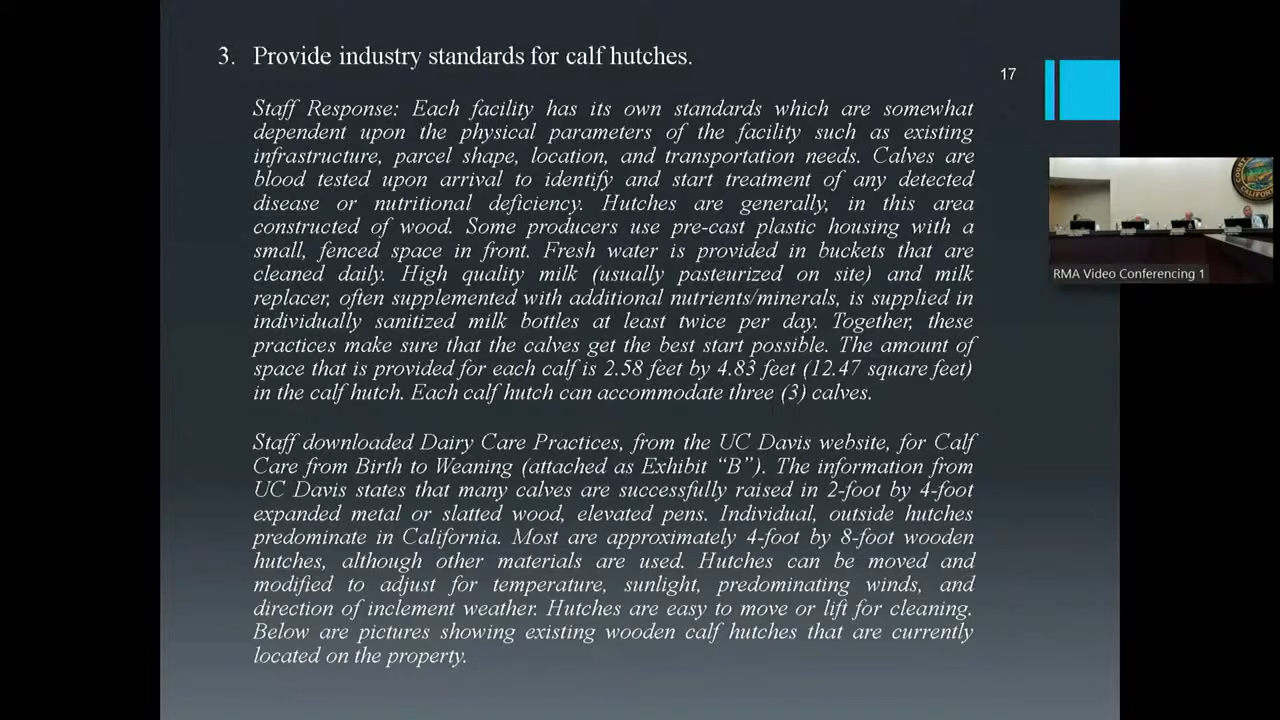 3. Provide industry standards for calf hutches.
17
Staff Response: Each facility has its own standards which are somewhat
dependent upon the physical parameters of the facility such as existing
infrastructure, parcel shape, location, and transportation needs. Calves are
blood tested upon arrival to identify and start treatment of any detected
disease or nutritional deficiency. Hutches are generally, in this area
constructed of wood. Some producers use pre-cast plastic housing with a
small, fenced space in front. Fresh water is provided in buckets that are
cleaned daily. High quality milk (usually pasteurized on site) and milk
replacer, often supplemented with additional nutrients/minerals, is supplied in
individually sanitized milk bottles at least twice per day. Together, these
practices make sure that the calves get the best start possible. The amount of
space that is provided for each calf is 2.58 feet by 4.83 feet (12.47 square feet)
in the calf hutch. Each calf hutch can accommodate three (3) calves.
Staff downloaded Dairy Care Practices, from the UC Davis website, for Calf
Care from Birth to Weaning (attached as Exhibit “B”). The information from
UC Davis states that many calves are successfully raised in 2-foot by 4-foot
expanded metal or slatted wood, elevated pens. Individual, outside hutches
predominate in California. Most are approximately 4-foot by 8-foot wooden
hutches, although other materials are used. Hutches can be moved and
modified to adjust for temperature, sunlight, predominating winds, and
direction of inclement weather. Hutches are easy to move or lift for cleaning.
Below are pictures showing existing wooden calf hutches that are currently
located on the property.
RMA Video Conferencing 1